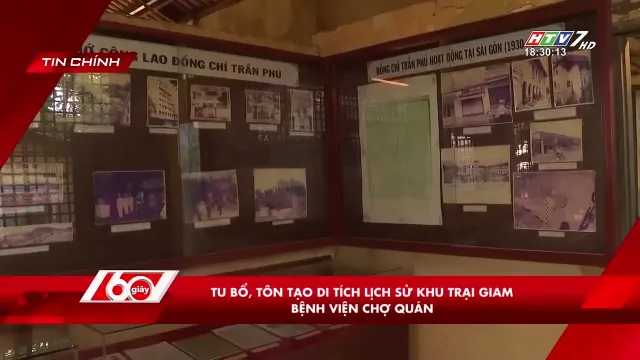 TIN CHÍNH
HTV7 HD
18:30:13
CÔNG LAO ĐỒNG CHÍ TRẦN PHÚ
ĐỒNG CHÍ TRẦN PHÚ HOẠT ĐỘNG TẠI SÀI GÒN (1930
60 giây
TU BỔ, TÔN TẠO DI TÍCH LỊCH SỬ KHU TRẠI GIAM
BỆNH VIỆN CHỢ QUÁN